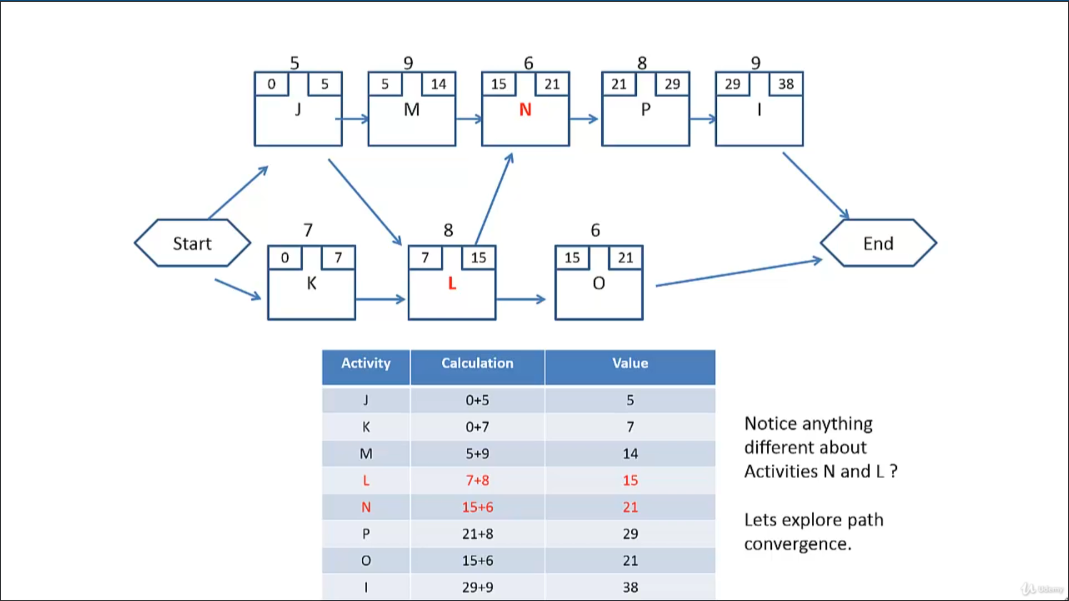 5 9 6 8 9
0 5 5 14 15 21 21 29 29 38
J M N P I
7 8 6
Start End
0 7 7 15 15 21
K L O
Activity Calculation Value
J 0+5 5
K 0+7 7
M 5+9 14
L 7+8 15
N 15+6 21
P 21+8 29
O 15+6 21
I 29+9 38
Notice anything
different about
Activities N and L ?
Lets explore path
convergence.
Udemy